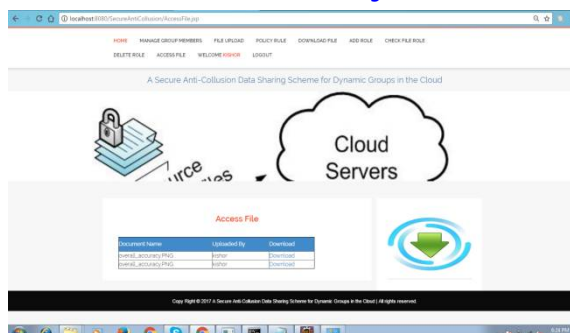 localhost:8080/SecureAntiCollusion/AccessFile.jsp
HOME MANAGE GROUP MEMBERS FILE UPLOAD POLICY RULE DOWNLOAD FILE ADD ROLE CHECK FILE ROLE
DELETE ROLE ACCESS FILE WELCOME KISHOR LOGOUT
A Secure Anti-Collusion Data Sharing Scheme for Dynamic Groups in the Cloud
Cloud
Servers
Access File
Document Name Uploaded By Download
overall_accuracy.PNG kishor Download
overall_accuracy.PNG kishor Download
Copy Right © 2017 A Secure Anti-Collusion Data Sharing Scheme for Dynamic Groups in the Cloud | All rights reserved.